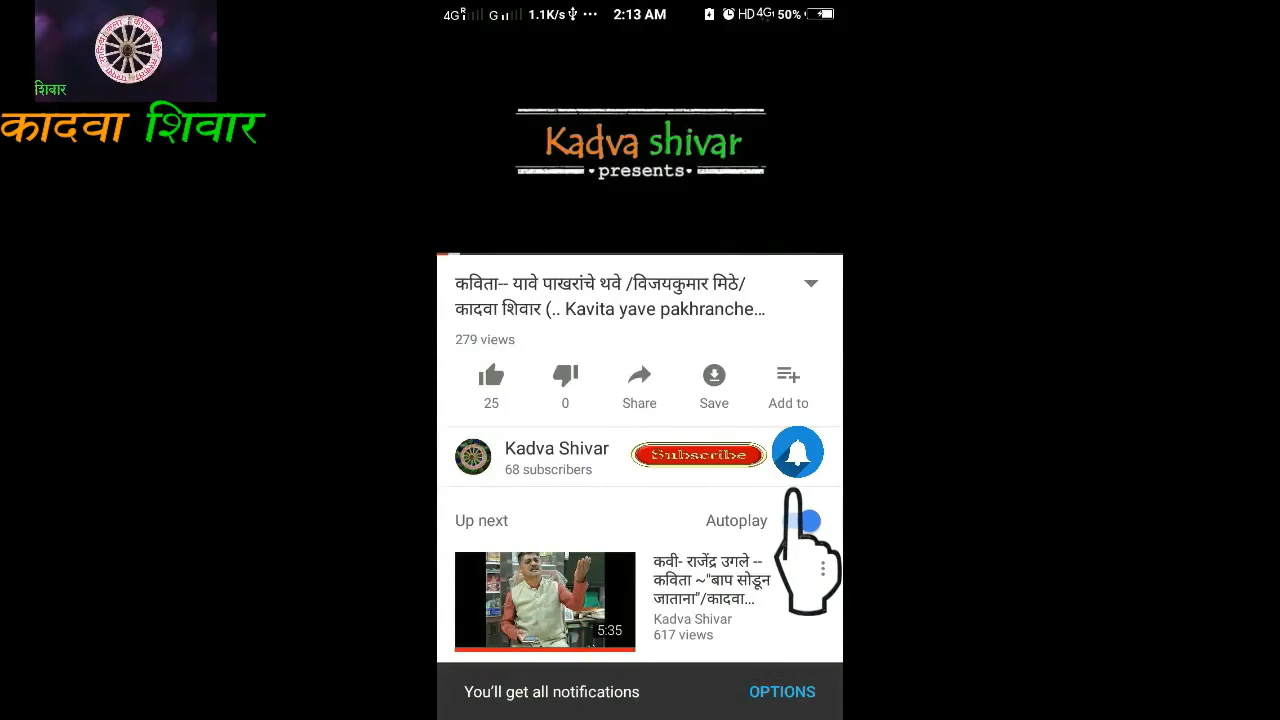 4G R G 1.1K/s ••• 2:13 AM HD 4G 50%
शिवार
कादवा शिवार
Kadva shivar
presents
कविता-- यावे पाखरांचे थवे /विजयकुमार मिठे/
कादवा शिवार (.. Kavita yave pakhranche…
279 views
25 0 Share Save Add to
Kadva Shivar Subscribe
68 subscribers
Up next Autoplay
कवी- राजेंद्र उगले --
कविता ~"बाप सोडून
जाताना"/कादवा…
Kadva Shivar
617 views
5:35
You'll get all notifications OPTIONS